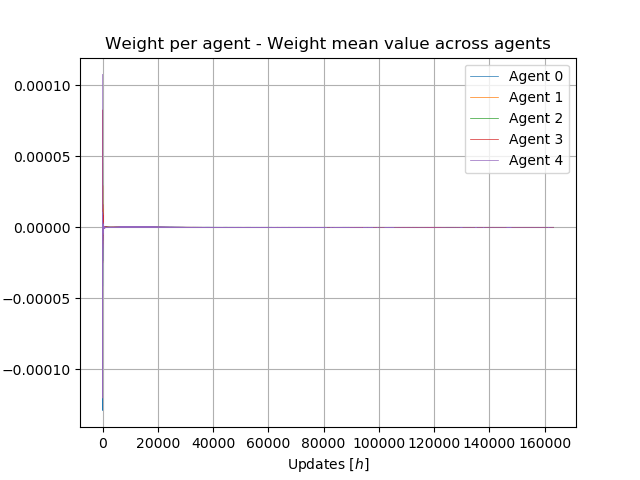 Weight per agent - Weight mean value across agents
0.00010
0.00005
0.00000
−0.00005
−0.00010
Agent 0
Agent 1
Agent 2
Agent 3
Agent 4
0 20000 40000 60000 80000 100000 120000 140000 160000
Updates [h]